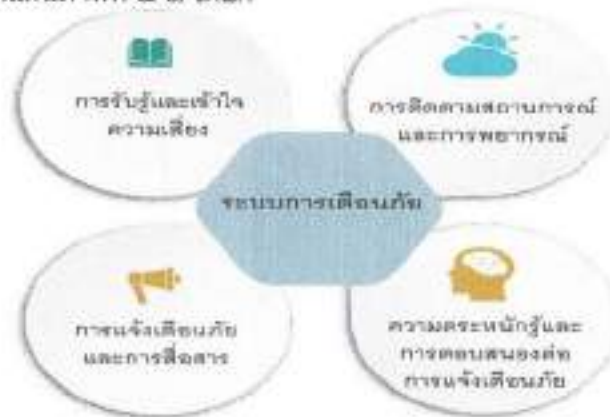 การรับรู้และเข้าใจ
ความเสี่ยง
การติดตามสถานการณ์
และการพยากรณ์
ระบบการเตือนภัย
การแจ้งเตือนภัย
และการสื่อสาร
ความตระหนักรู้และ
การตอบสนองต่อ
การแจ้งเตือนภัย